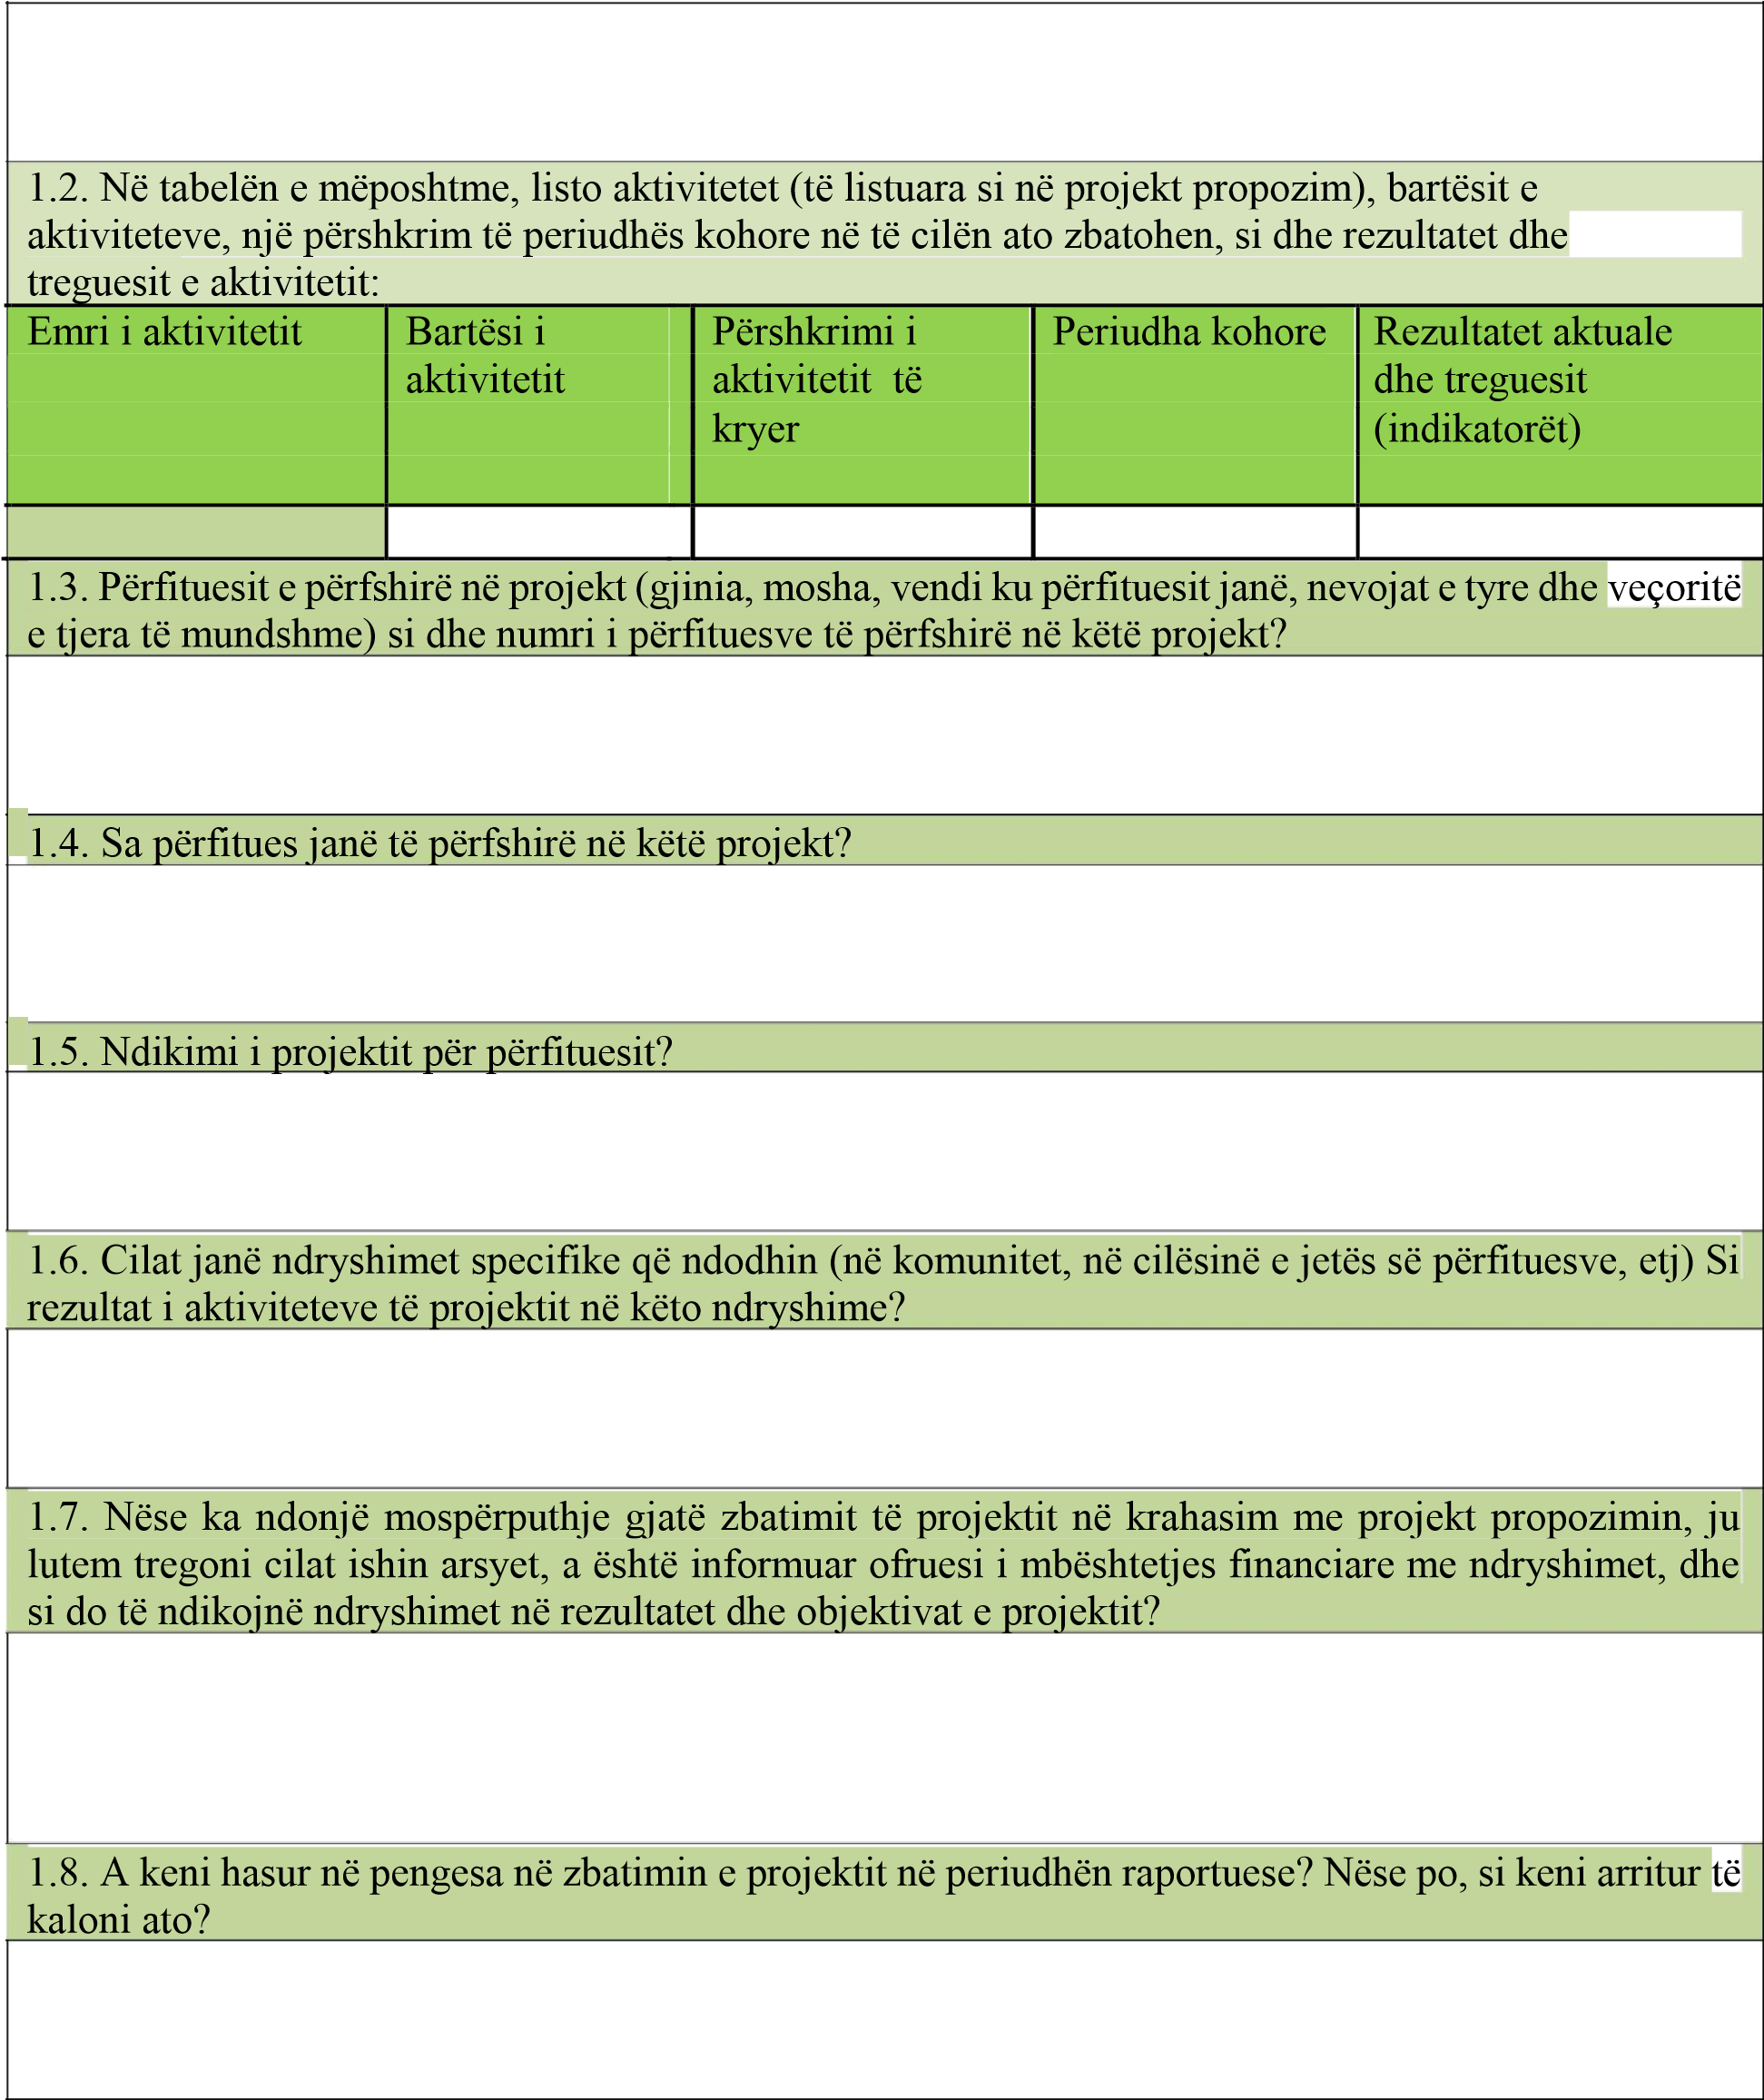 1.2. Në tabelën e mëposhtme, listo aktivitetet (të listuara si në projekt propozim), bartësit e
aktiviteteve, një përshkrim të periudhës kohore në të cilën ato zbatohen, si dhe rezultatet dhe
treguesit e aktivitetit:
Emri i aktivitetit
Bartësi i
aktivitetit
Përshkrimi i
aktivitetit të
kryer
Periudha kohore
Rezultatet aktuale
dhe treguesit
(indikatorët)
1.3. Përfituesit e përfshirë në projekt (gjinia, mosha, vendi ku përfituesit janë, nevojat e tyre dhe veçoritë
e tjera të mundshme) si dhe numri i përfituesve të përfshirë në këtë projekt?
1.4. Sa përfitues janë të përfshirë në këtë projekt?
1.5. Ndikimi i projektit për përfituesit?
1.6. Cilat janë ndryshimet specifike që ndodhin (në komunitet, në cilësinë e jetës së përfituesve, etj) Si
rezultat i aktiviteteve të projektit në këto ndryshime?
1.7. Nëse ka ndonjë mospërputhje gjatë zbatimit të projektit në krahasim me projekt propozimin, ju
lutem tregoni cilat ishin arsyet, a është informuar ofruesi i mbështetjes financiare me ndryshimet, dhe
si do të ndikojnë ndryshimet në rezultatet dhe objektivat e projektit?
1.8. A keni hasur në pengesa në zbatimin e projektit në periudhën raportuese? Nëse po, si keni arritur të
kaloni ato?